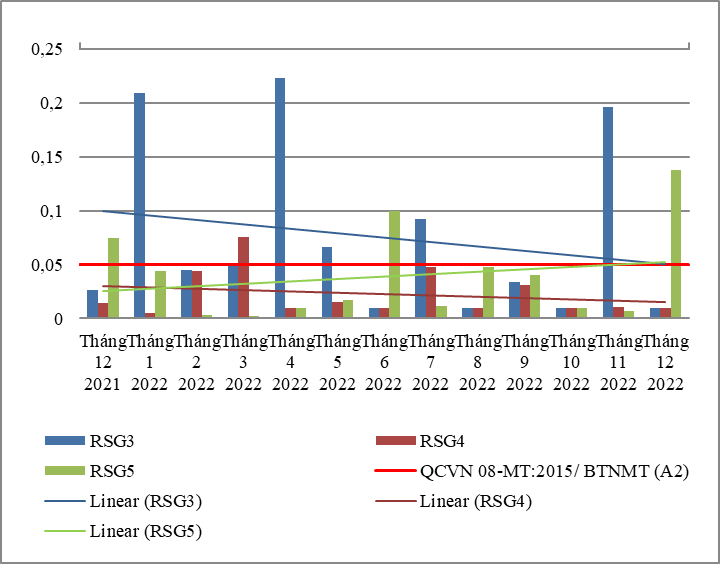 0,25
0,2
0,15
0,1
0,05
0
Tháng Tháng Tháng Tháng Tháng Tháng Tháng Tháng Tháng Tháng Tháng Tháng Tháng
12 1 2 3 4 5 6 7 8 9 10 11 12
2021 2022 2022 2022 2022 2022 2022 2022 2022 2022 2022 2022 2022
RSG3 RSG4
RSG5 QCVN 08-MT:2015/ BTNMT (A2)
Linear (RSG3) Linear (RSG4)
Linear (RSG5)